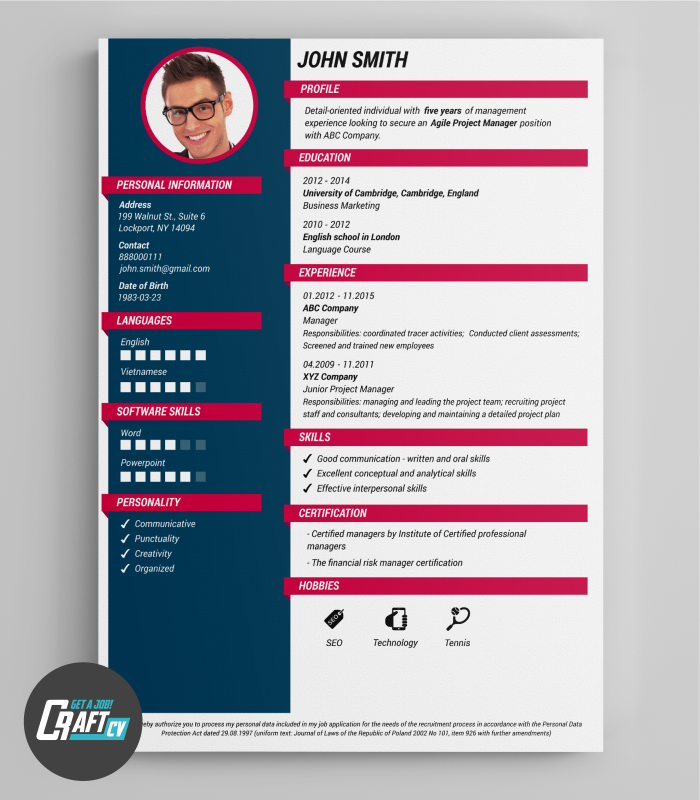 JOHN SMITH
PERSONAL INFORMATION
Address
199 Walnut St., Suite 6
Lockport, NY 14094
Contact
888000111
john.smith@gmail.com
Date of Birth
1983-03-23
LANGUAGES
English
Vietnamese
SOFTWARE SKILLS
Word
Powerpoint
PERSONALITY
Communicative
Punctuality
Creativity
Organized
PROFILE
Detail-oriented individual with five years of management
experience looking to secure an Agile Project Manager position
with ABC Company.
EDUCATION
2012 - 2014
University of Cambridge, Cambridge, England
Business Marketing
2010 - 2012
English school in London
Language Course
EXPERIENCE
01.2012 - 11.2015
ABC Company
Manager
Responsibilities: coordinated tracer activities; Conducted client assessments;
Screened and trained new employees
04.2009 - 11.2011
XYZ Company
Junior Project Manager
Responsibilities: managing and leading the project team; recruiting project
staff and consultants; developing and maintaining a detailed project plan
SKILLS
Good communication - written and oral skills
Excellent conceptual and analytical skills
Effective interpersonal skills
CERTIFICATION
- Certified managers by Institute of Certified professional
managers
- The financial risk manager certification
HOBBIES
SEO
SEO
Technology
Tennis
authorize you to process my personal data included in my job application for the needs of the recruitment process in accordance with the Personal Data
Protection Act dated 29.08.1997 (uniform text: Journal of Laws of the Republic of Poland 2002 No 101, item 926 with further amendments)
GET A JOB!
CRAFT CV